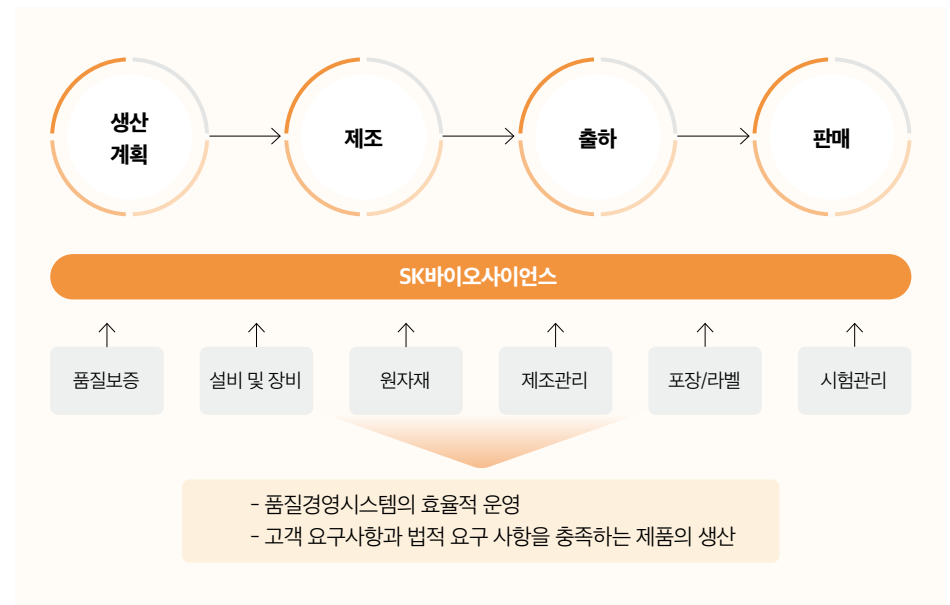 생산
계획
제조
출하
판매
SK바이오사이언스
품질보증
설비 및 장비
원자재
제조관리
포장/라벨
시험관리
- 품질경영시스템의 효율적 운영
- 고객 요구사항과 법적 요구 사항을 충족하는 제품의 생산